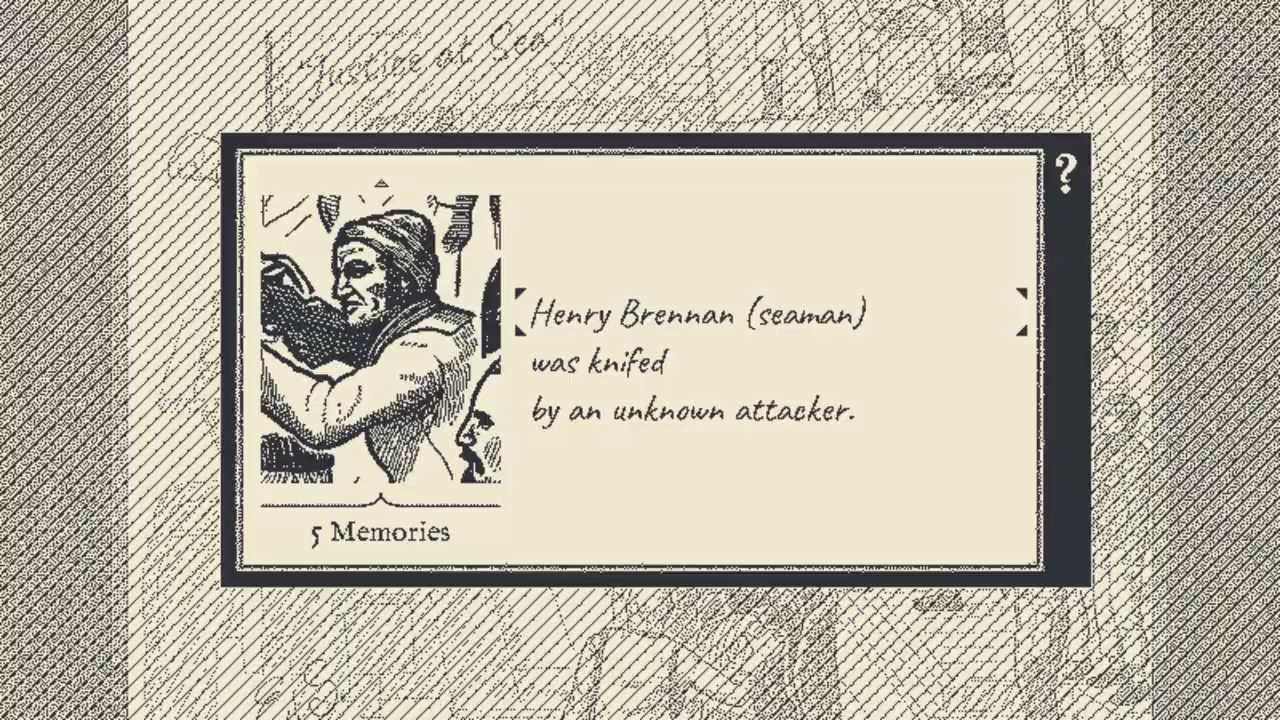 "Justice at Sea"
?
Henry Brennan (seaman)
was knifed
by an unknown attacker.
5 Memories